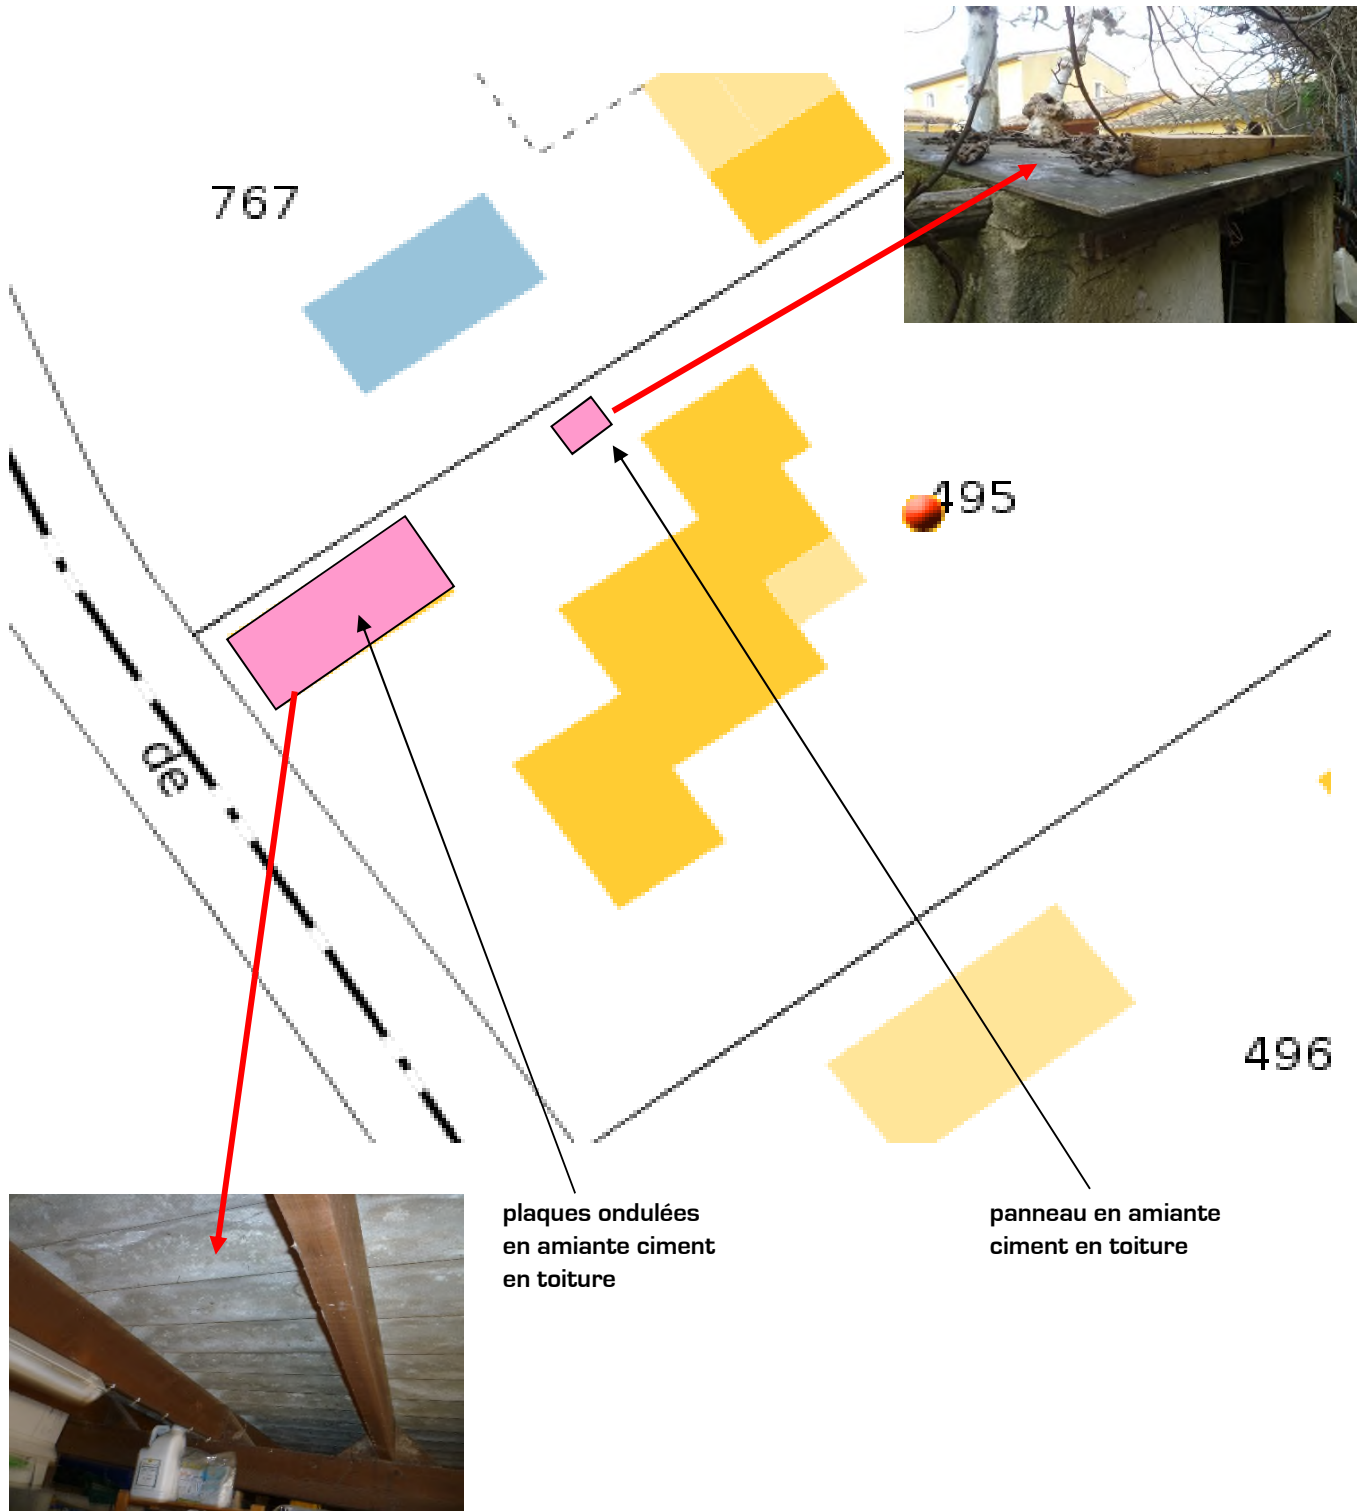 767
495
de
496
plaques ondulées
en amiante ciment
en toiture
panneau en amiante
ciment en toiture